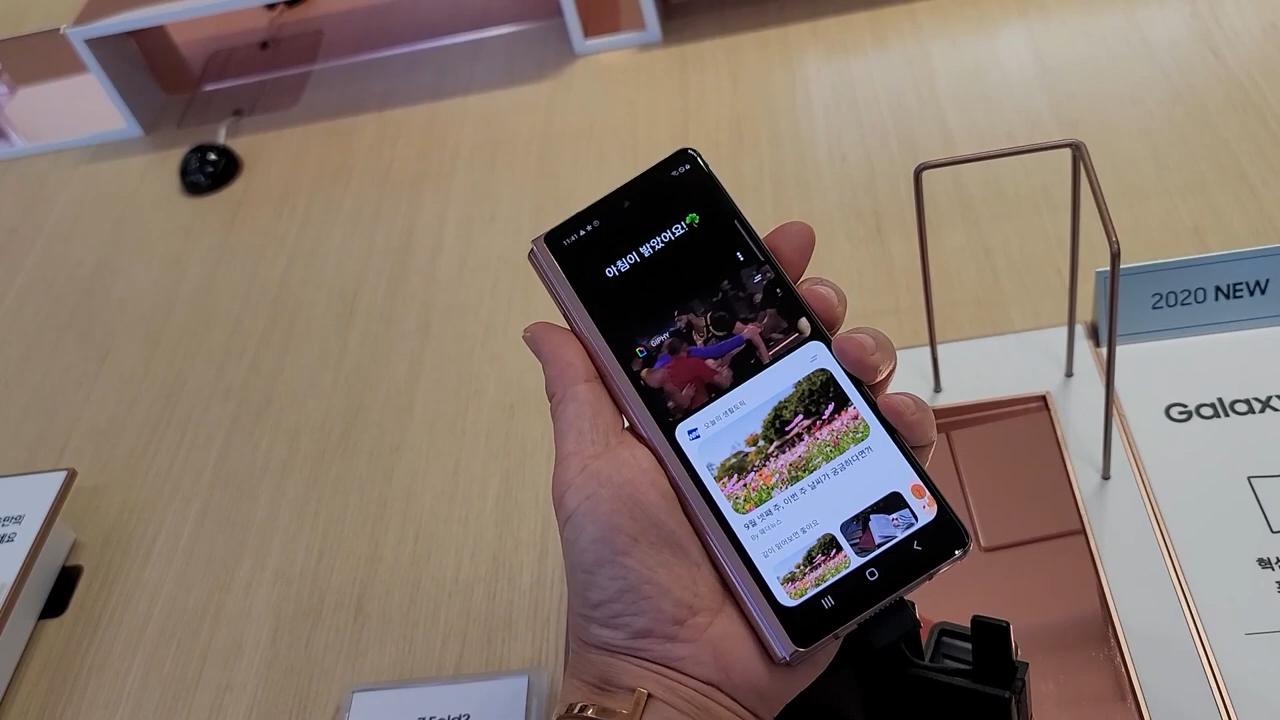 11:41
아침이 밝았어요!
GIPHY
오늘의 생활토픽
9월 넷째 주, 이번 주 날씨가 궁금하다면?!
By 웨더뉴스
같이 읽어보면 좋아요
2020 NEW
Galaxy
Fold2